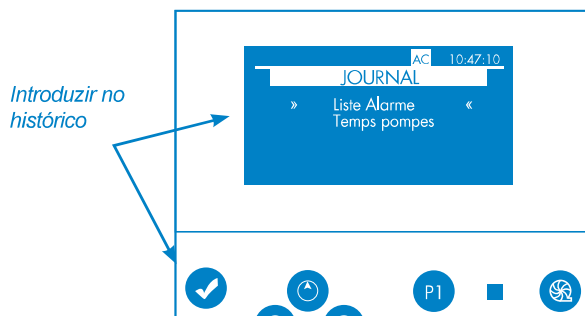 AC 10:47:10
JOURNAL
» Liste Alarme «
Temps pompes
Introduzir no
histórico
P1